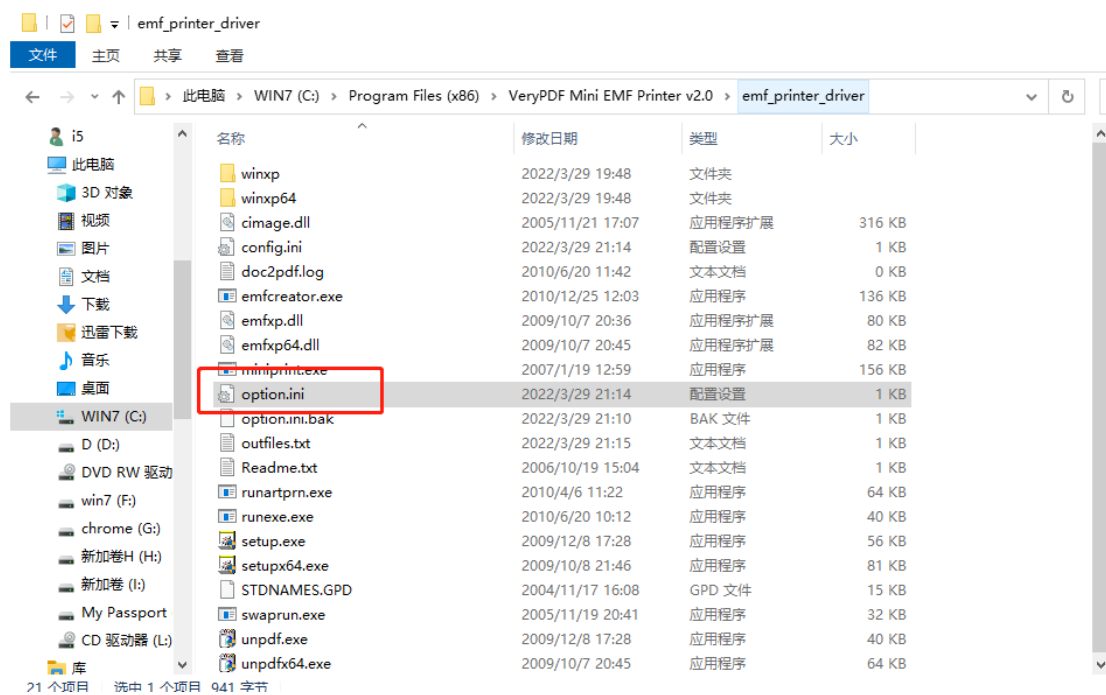 emf_printer_driver
文件 主页 共享 查看
此电脑 > WIN7 (C:) > Program Files (x86) > VeryPDF Mini EMF Printer v2.0 > emf_printer_driver
i5
此电脑
3D 对象
视频
图片
文档
下载
迅雷下载
音乐
桌面
WIN7 (C:)
D (D:)
DVD RW 驱动
win7 (F:)
chrome (G:)
新加卷H (H:)
新加卷 (I:)
My Passport
CD 驱动器 (L:)
库
名称 修改日期 类型 大小
winxp 2022/3/29 19:48 文件夹
winxp64 2022/3/29 19:48 文件夹
cimage.dll 2005/11/21 17:07 应用程序扩展 316 KB
config.ini 2022/3/29 21:14 配置设置 1 KB
doc2pdf.log 2010/6/20 11:42 文本文档 0 KB
emfcreator.exe 2010/12/25 12:03 应用程序 136 KB
emfxp.dll 2009/10/7 20:36 应用程序扩展 80 KB
emfxp64.dll 2009/10/7 20:45 应用程序扩展 82 KB
miniprint.exe 2007/1/19 12:59 应用程序 156 KB
option.ini 2022/3/29 21:14 配置设置 1 KB
option.ini.bak 2022/3/29 21:10 BAK 文件 1 KB
outfiles.txt 2022/3/29 21:15 文本文档 1 KB
Readme.txt 2006/10/19 15:04 文本文档 1 KB
runartprn.exe 2010/4/6 11:22 应用程序 64 KB
runexe.exe 2010/6/20 10:12 应用程序 40 KB
setup.exe 2009/12/8 17:28 应用程序 56 KB
setupx64.exe 2009/10/8 21:46 应用程序 81 KB
STDNAMES.GPD 2004/11/17 16:08 GPD 文件 15 KB
swaprun.exe 2005/11/19 20:41 应用程序 32 KB
unpdf.exe 2009/12/8 17:28 应用程序 40 KB
unpdfx64.exe 2009/10/7 20:45 应用程序 64 KB
21 个项目 选中 1 个项目 941 字节